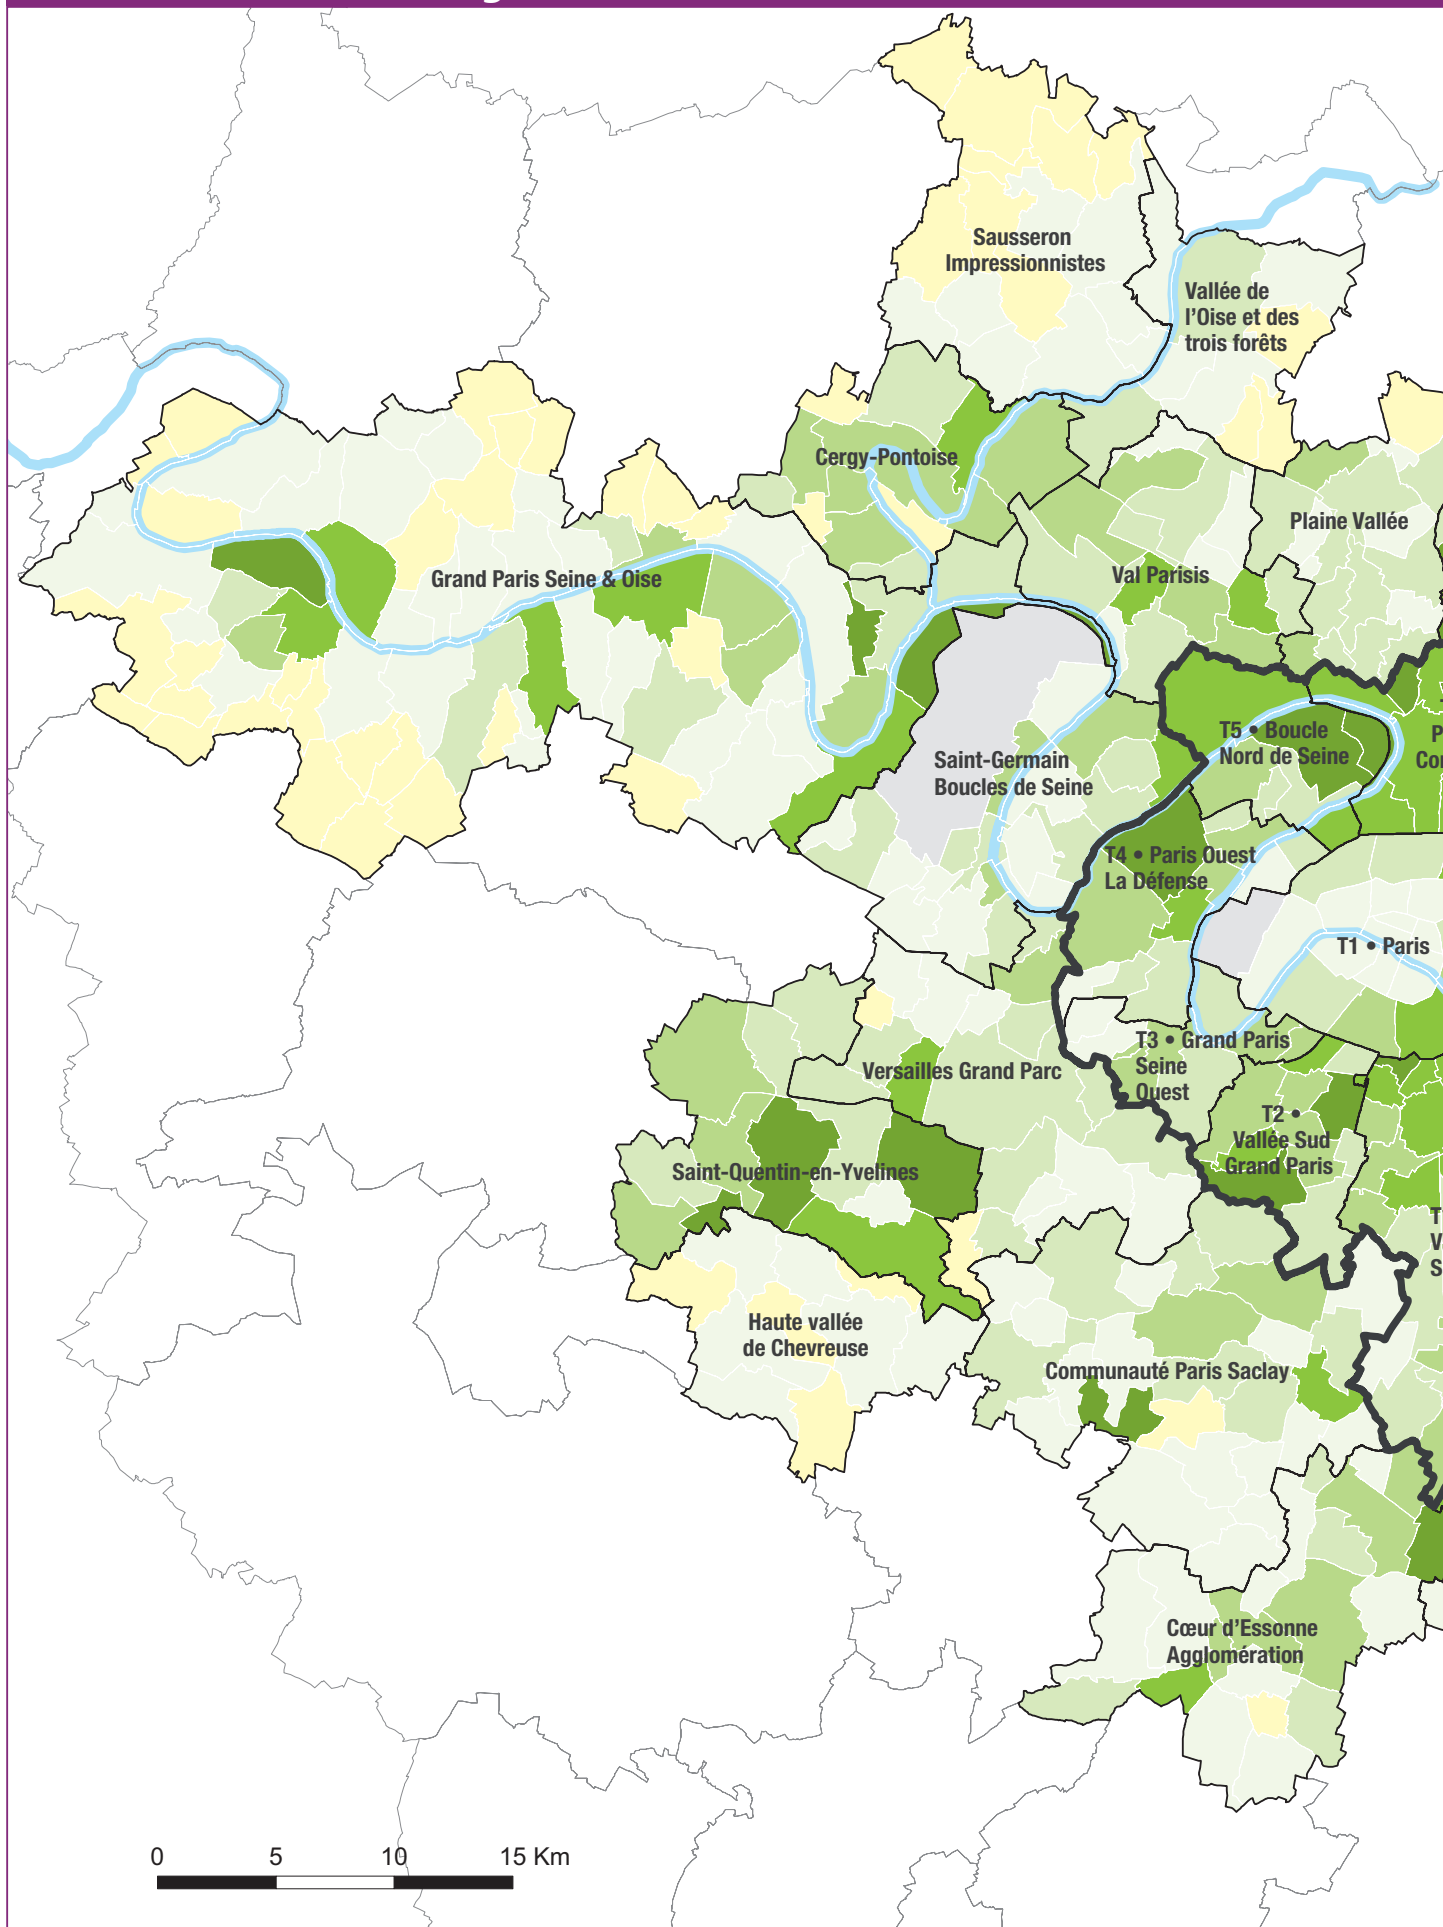 Sausseron
Impressionnistes
Vallée de
l'Oise et des
trois forêts
Cergy-Pontoise
Plaine Vallée
Grand Paris Seine & Oise
Val Parisis
T5 • Boucle
Nord de Seine
Saint-Germain
Boucles de Seine
T4 • Paris Ouest
La Défense
T1 • Paris
T3 • Grand Paris
Seine
Ouest
Versailles Grand Parc
T2 •
Vallée Sud
Grand Paris
Saint-Quentin-en-Yvelines
Haute vallée
de Chevreuse
Communauté Paris Saclay
Cœur d'Essonne
Agglomération
0 5 10 15 Km